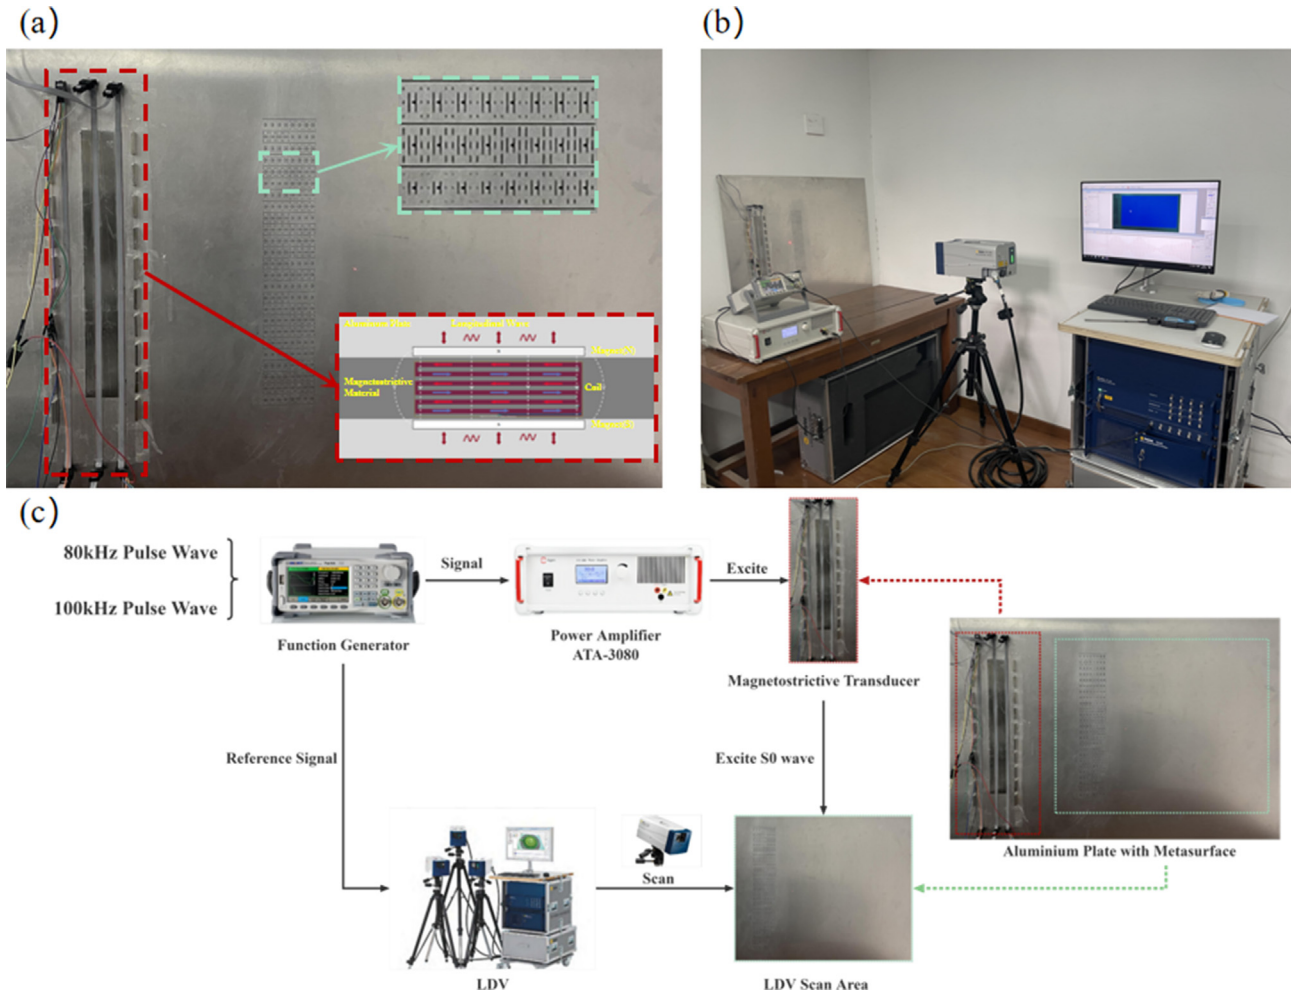 (a)
(b)
Aluminium Plate
Longitudinal Wave
Magnet(N)
Magnetostrictive
Material
Coil
Magnet(S)
(c)
80kHz Pulse Wave
100kHz Pulse Wave
Signal
Excite
Function Generator
Power Amplifier
ATA-3080
Magnetostrictive Transducer
Reference Signal
Excite S0 wave
Aluminium Plate with Metasurface
Scan
LDV
LDV Scan Area